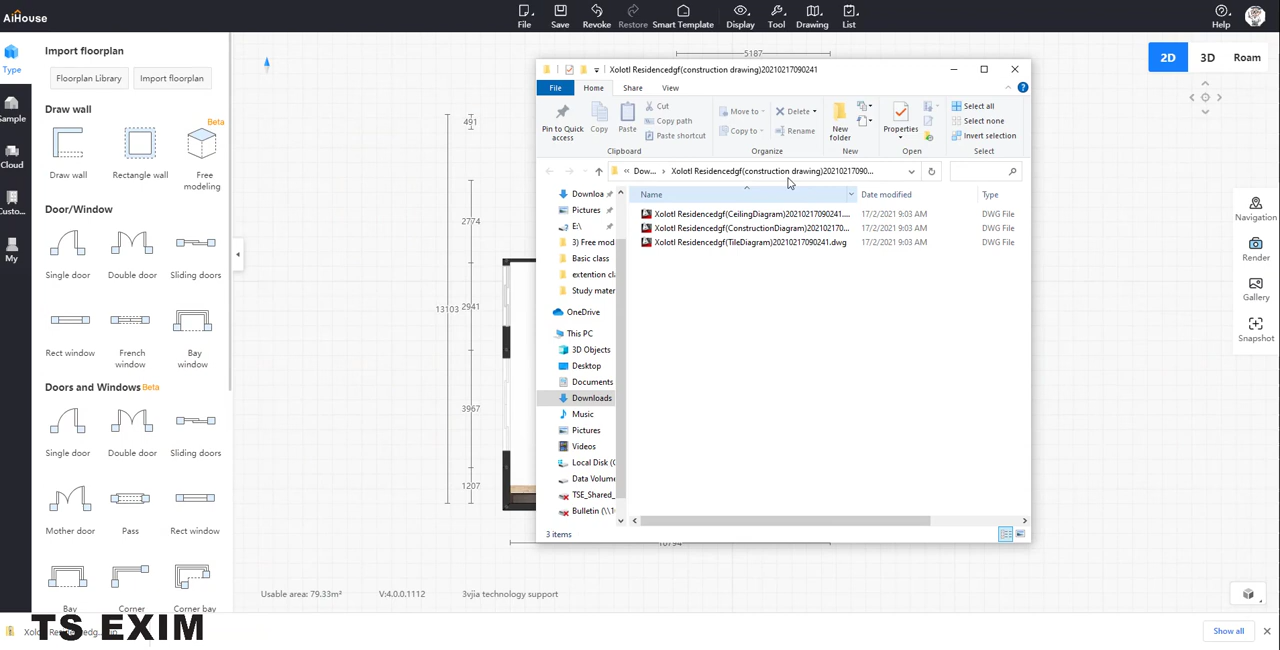 AiHouse
File Save Revoke Restore Smart Template Display Tool Drawing List Help
Type
Sample
Cloud
Custo...
My
Import floorplan
Floorplan Library Import floorplan
Draw wall
Beta
Draw wall Rectangle wall Free modeling
Door/Window
Single door Double door Sliding doors
Rect window French window Bay window
Doors and Windows Beta
Single door Double door Sliding doors
Mother door Pass Rect window
Bay Corner Corner bay
5187
491
2774
13103 2941
3967
1207
10794
Usable area: 79.33m² V:4.0.0.1112 3vjia technology support
2D 3D Roam
Navigation
Render
Gallery
Snapshot
Xolotl Residencedgf(construction drawing)20210217090241
File Home Share View
Pin to Quick access
Copy
Paste
Cut
Copy path
Paste shortcut
Clipboard
Move to
Copy to
Delete
Rename
Organize
New folder
New
Properties
Open
Select all
Select none
Invert selection
Select
« Dow... › Xolotl Residencedgf(construction drawing)20210217090...
Name Date modified Type
Xolotl Residencedgf(CeilingDiagram)20210217090241.... 17/2/2021 9:03 AM DWG File
Xolotl Residencedgf(ConstructionDiagram)202102170... 17/2/2021 9:03 AM DWG File
Xolotl Residencedgf(TileDiagram)20210217090241.dwg 17/2/2021 9:03 AM DWG File
Downloa
Pictures
E:\
3) Free mod
Basic class
extention cla
Study mater
OneDrive
This PC
3D Objects
Desktop
Documents
Downloads
Music
Pictures
Videos
Local Disk (C
Data Volume
TSE_Shared_
Bulletin (\\1
3 items
TS EXIM
Show all